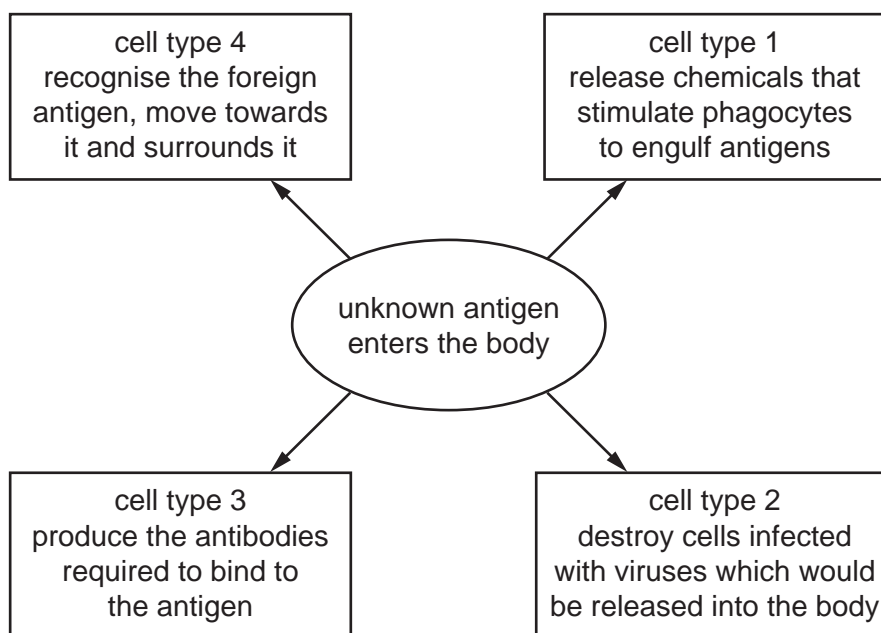 cell type 4
recognise the foreign
antigen, move towards
it and surrounds it
cell type 1
release chemicals that
stimulate phagocytes
to engulf antigens
unknown antigen
enters the body
cell type 3
produce the antibodies
required to bind to
the antigen
cell type 2
destroy cells infected
with viruses which would
be released into the body